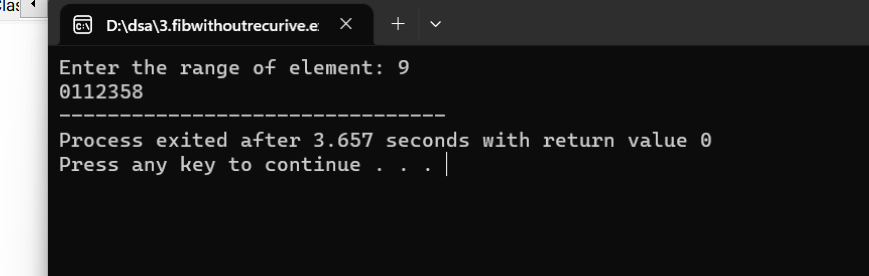 Clas
D:\dsa\3.fibwithoutrecurive.e
Enter the range of element: 9
0112358
--------------------------------
Process exited after 3.657 seconds with return value 0
Press any key to continue . . .